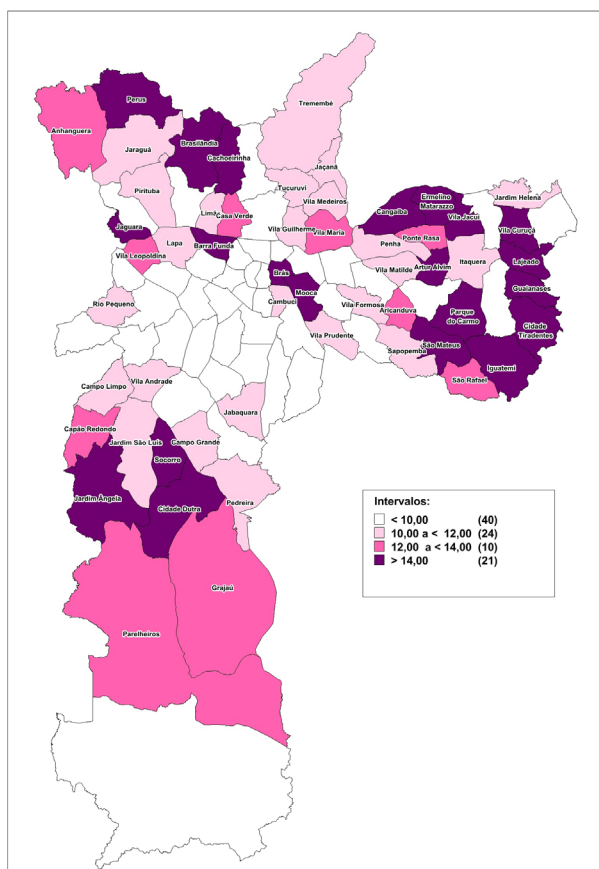 Tremembé
Perus
Anhanguera
Brasilândia
Jaraguá
Cachoeirinha
Jaçanã
Pirituba
Tucuruvi
Ermelino
Matarazzo
Jardim Helena
Vila Medeiros
Cangaíba
Limão
Casa Verde
Vila Jacuí
Jaguara
Vila Guilherme
Vila Maria
Vila Curuçá
Ponte Rasa
Lapa
Barra Funda
Penha
Vila Leopoldina
Itaquera
Lajeado
Vila Matilde
Artur Alvim
Brás
Guaianases
Mooca
Cambuci
Rio Pequeno
Vila Formosa
Aricanduva
Parque
do Carmo
Cidade
Tiradentes
Vila Prudente
São Mateus
Sapopemba
Iguatemi
São Rafael
Campo Limpo
Vila Andrade
Jabaquara
Capão Redondo
Jardim São Luís
Campo Grande
Socorro
Jardim Ângela
Cidade Dutra
Pedreira
Grajaú
Parelheiros
Intervalos:
< 10,00 (40)
10,00 a < 12,00 (24)
12,00 a < 14,00 (10)
> 14,00 (21)